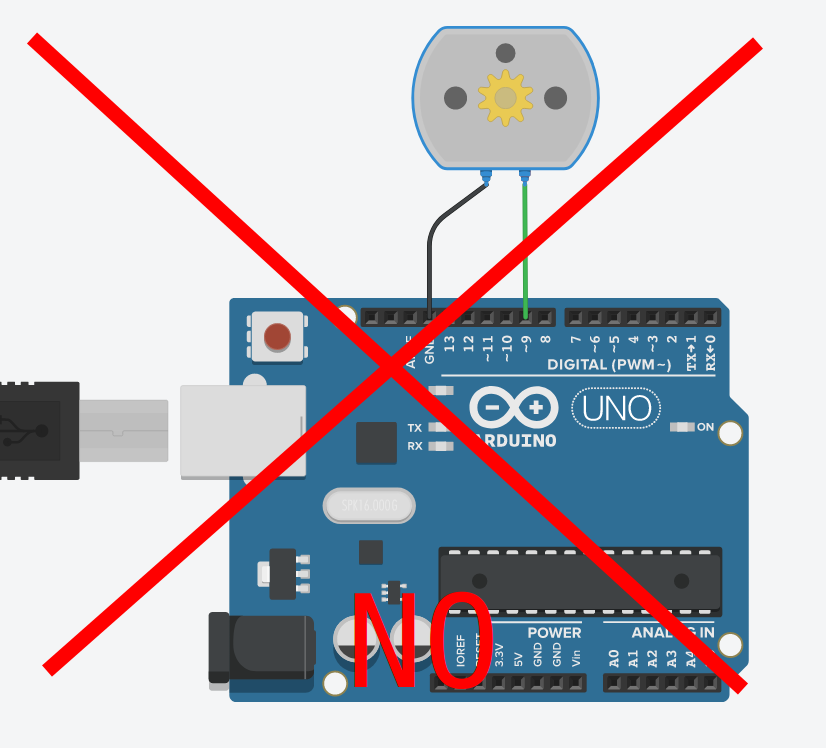 AREF
GND
13
12
~11
~10
~9
8
7
~6
~5
4
~3
2
TX→1
RX←0
DIGITAL (PWM~)
UNO
TX
RX
ARDUINO
ON
SPK16.000G
NO
POWER
ANALOG IN
IOREF
RESET
3.3V
5V
GND
GND
Vin
A0
A1
A2
A3
A4